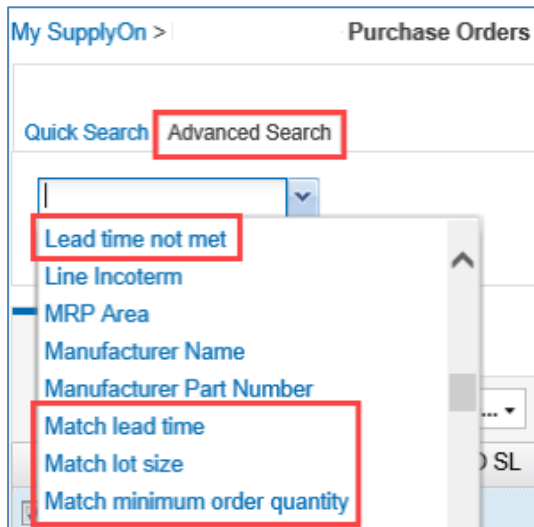 My SupplyOn > Purchase Orders
Quick Search Advanced Search
Lead time not met
Line Incoterm
MRP Area
Manufacturer Name
Manufacturer Part Number
Match lead time
... 
Match lot size
SL
Match minimum order quantity